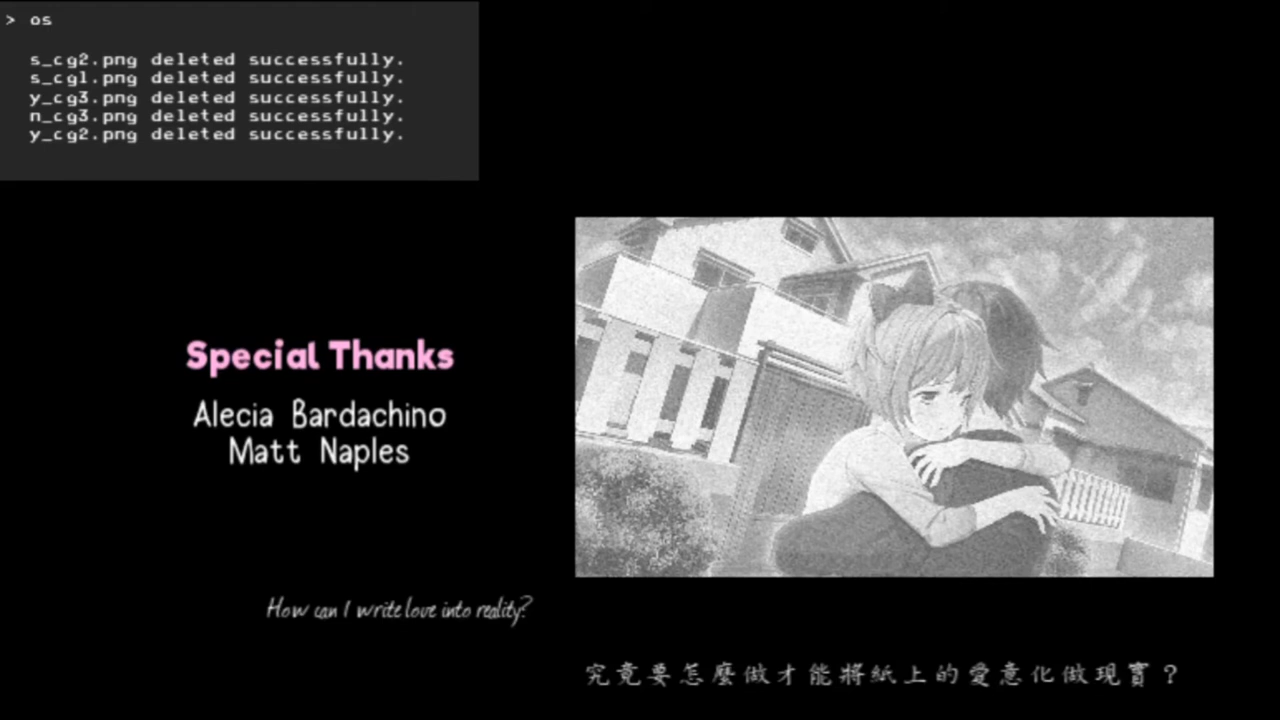 > os
s_cg2.png deleted successfully.
s_cg1.png deleted successfully.
y_cg3.png deleted successfully.
n_cg3.png deleted successfully.
y_cg2.png deleted successfully.
Special Thanks
Alecia Bardachino
Matt Naples
How can I write love into reality?
究竟要怎麼做才能將紙上的愛意化做現實？